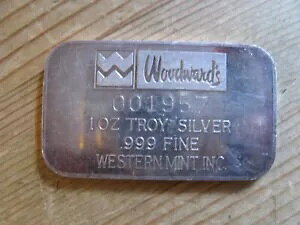 Woodward's
001957
1 OZ TROY SILVER
.999 FINE
WESTERN MINT INC.